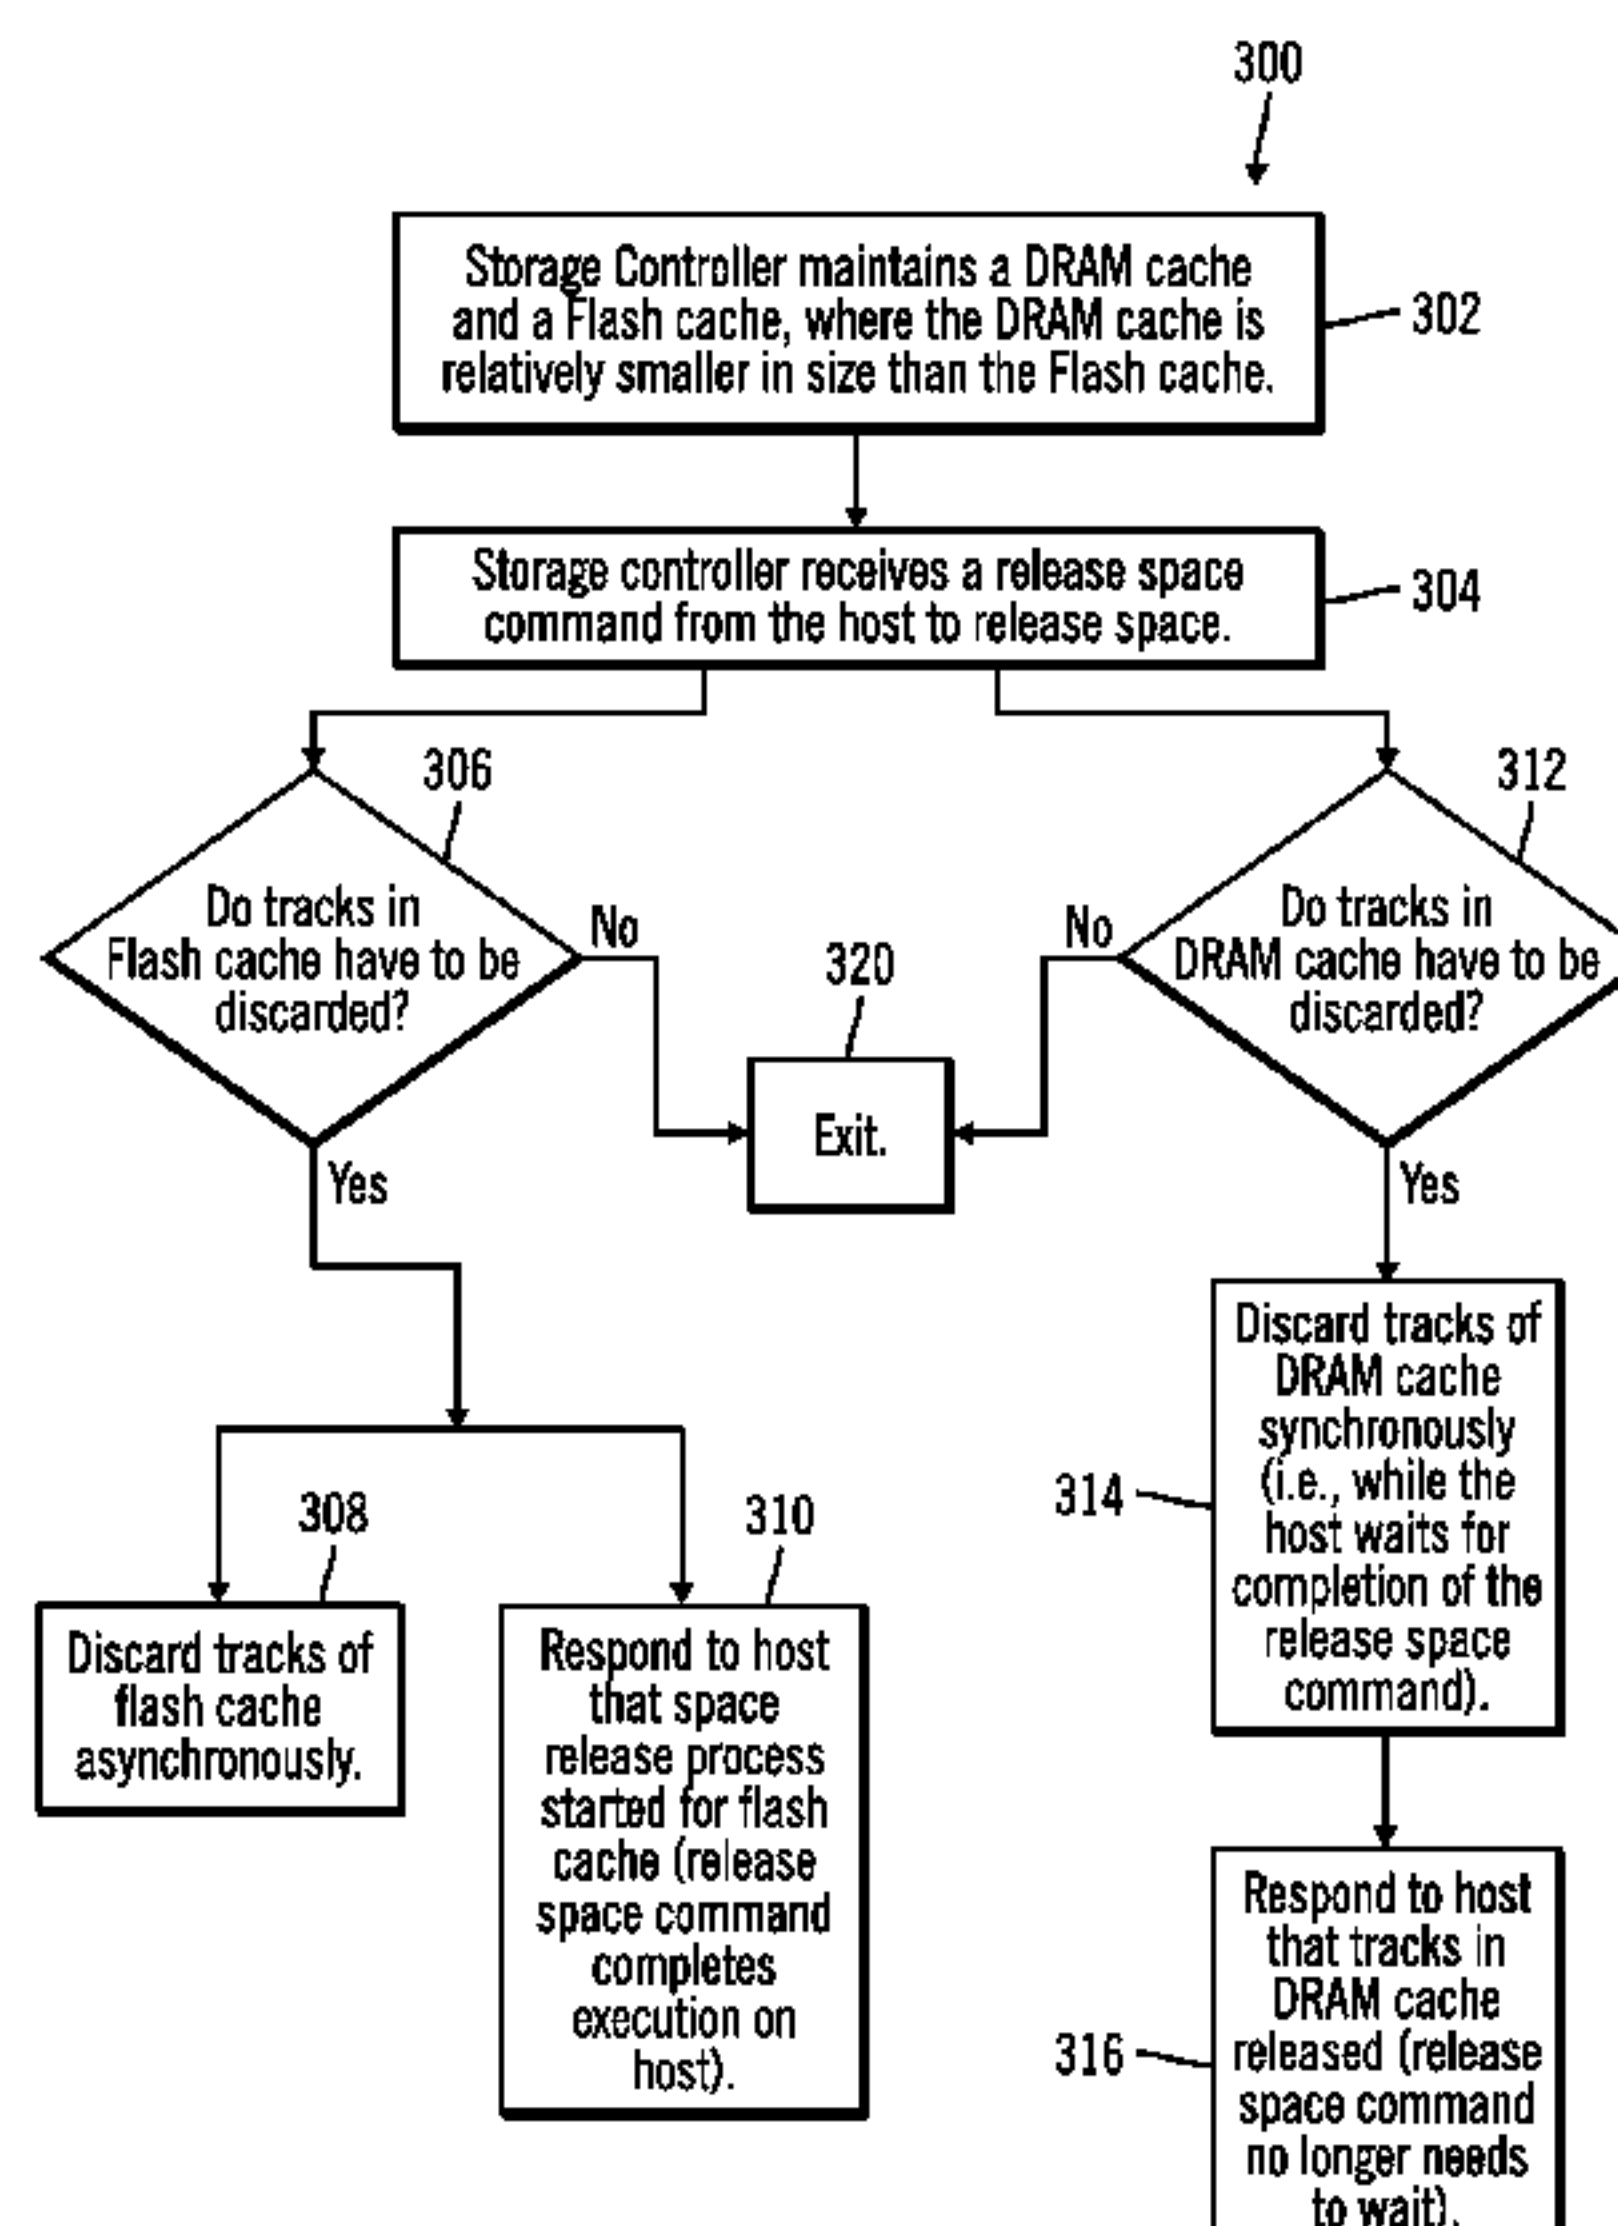 300
Storage Controller maintains a DRAM cache
and a Flash cache, where the DRAM cache is
relatively smaller in size than the Flash cache.
302
Storage controller receives a release space
command from the host to release space.
304
306
Do tracks in
Flash cache have to be
discarded?
No
Yes
320
Exit.
312
Do tracks in
DRAM cache have to be
discarded?
No
Yes
308
Discard tracks of
flash cache
asynchronously.
310
Respond to host
that space
release process
started for flash
cache (release
space command
completes
execution on
host).
314
Discard tracks of
DRAM cache
synchronously
(i.e., while the
host waits for
completion of the
release space
command).
316
Respond to host
that tracks in
DRAM cache
released (release
space command
no longer needs
to wait).